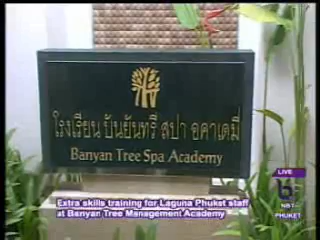 โรงเรียน บันยันทรี สปา อคาเดมี่
Banyan Tree Spa Academy
LIVE
NBT
PHUKET
Extra skills training for Laguna Phuket staff
at Banyan Tree Management Academy